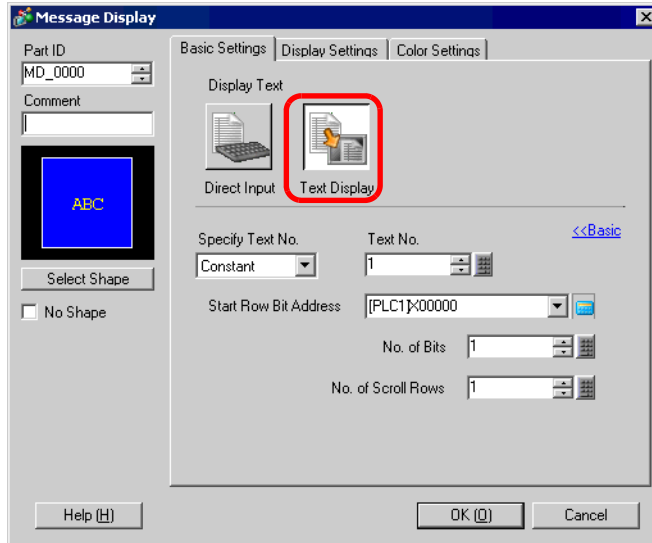 Message Display
Part ID
MD_0000
Comment
ABC
Select Shape
No Shape
Basic Settings Display Settings Color Settings
Display Text
Direct Input Text Display
<<Basic
Specify Text No. Text No.
Constant 1
Start Row Bit Address [PLC1]X00000
No. of Bits 1
No. of Scroll Rows 1
Help (H) OK (O) Cancel